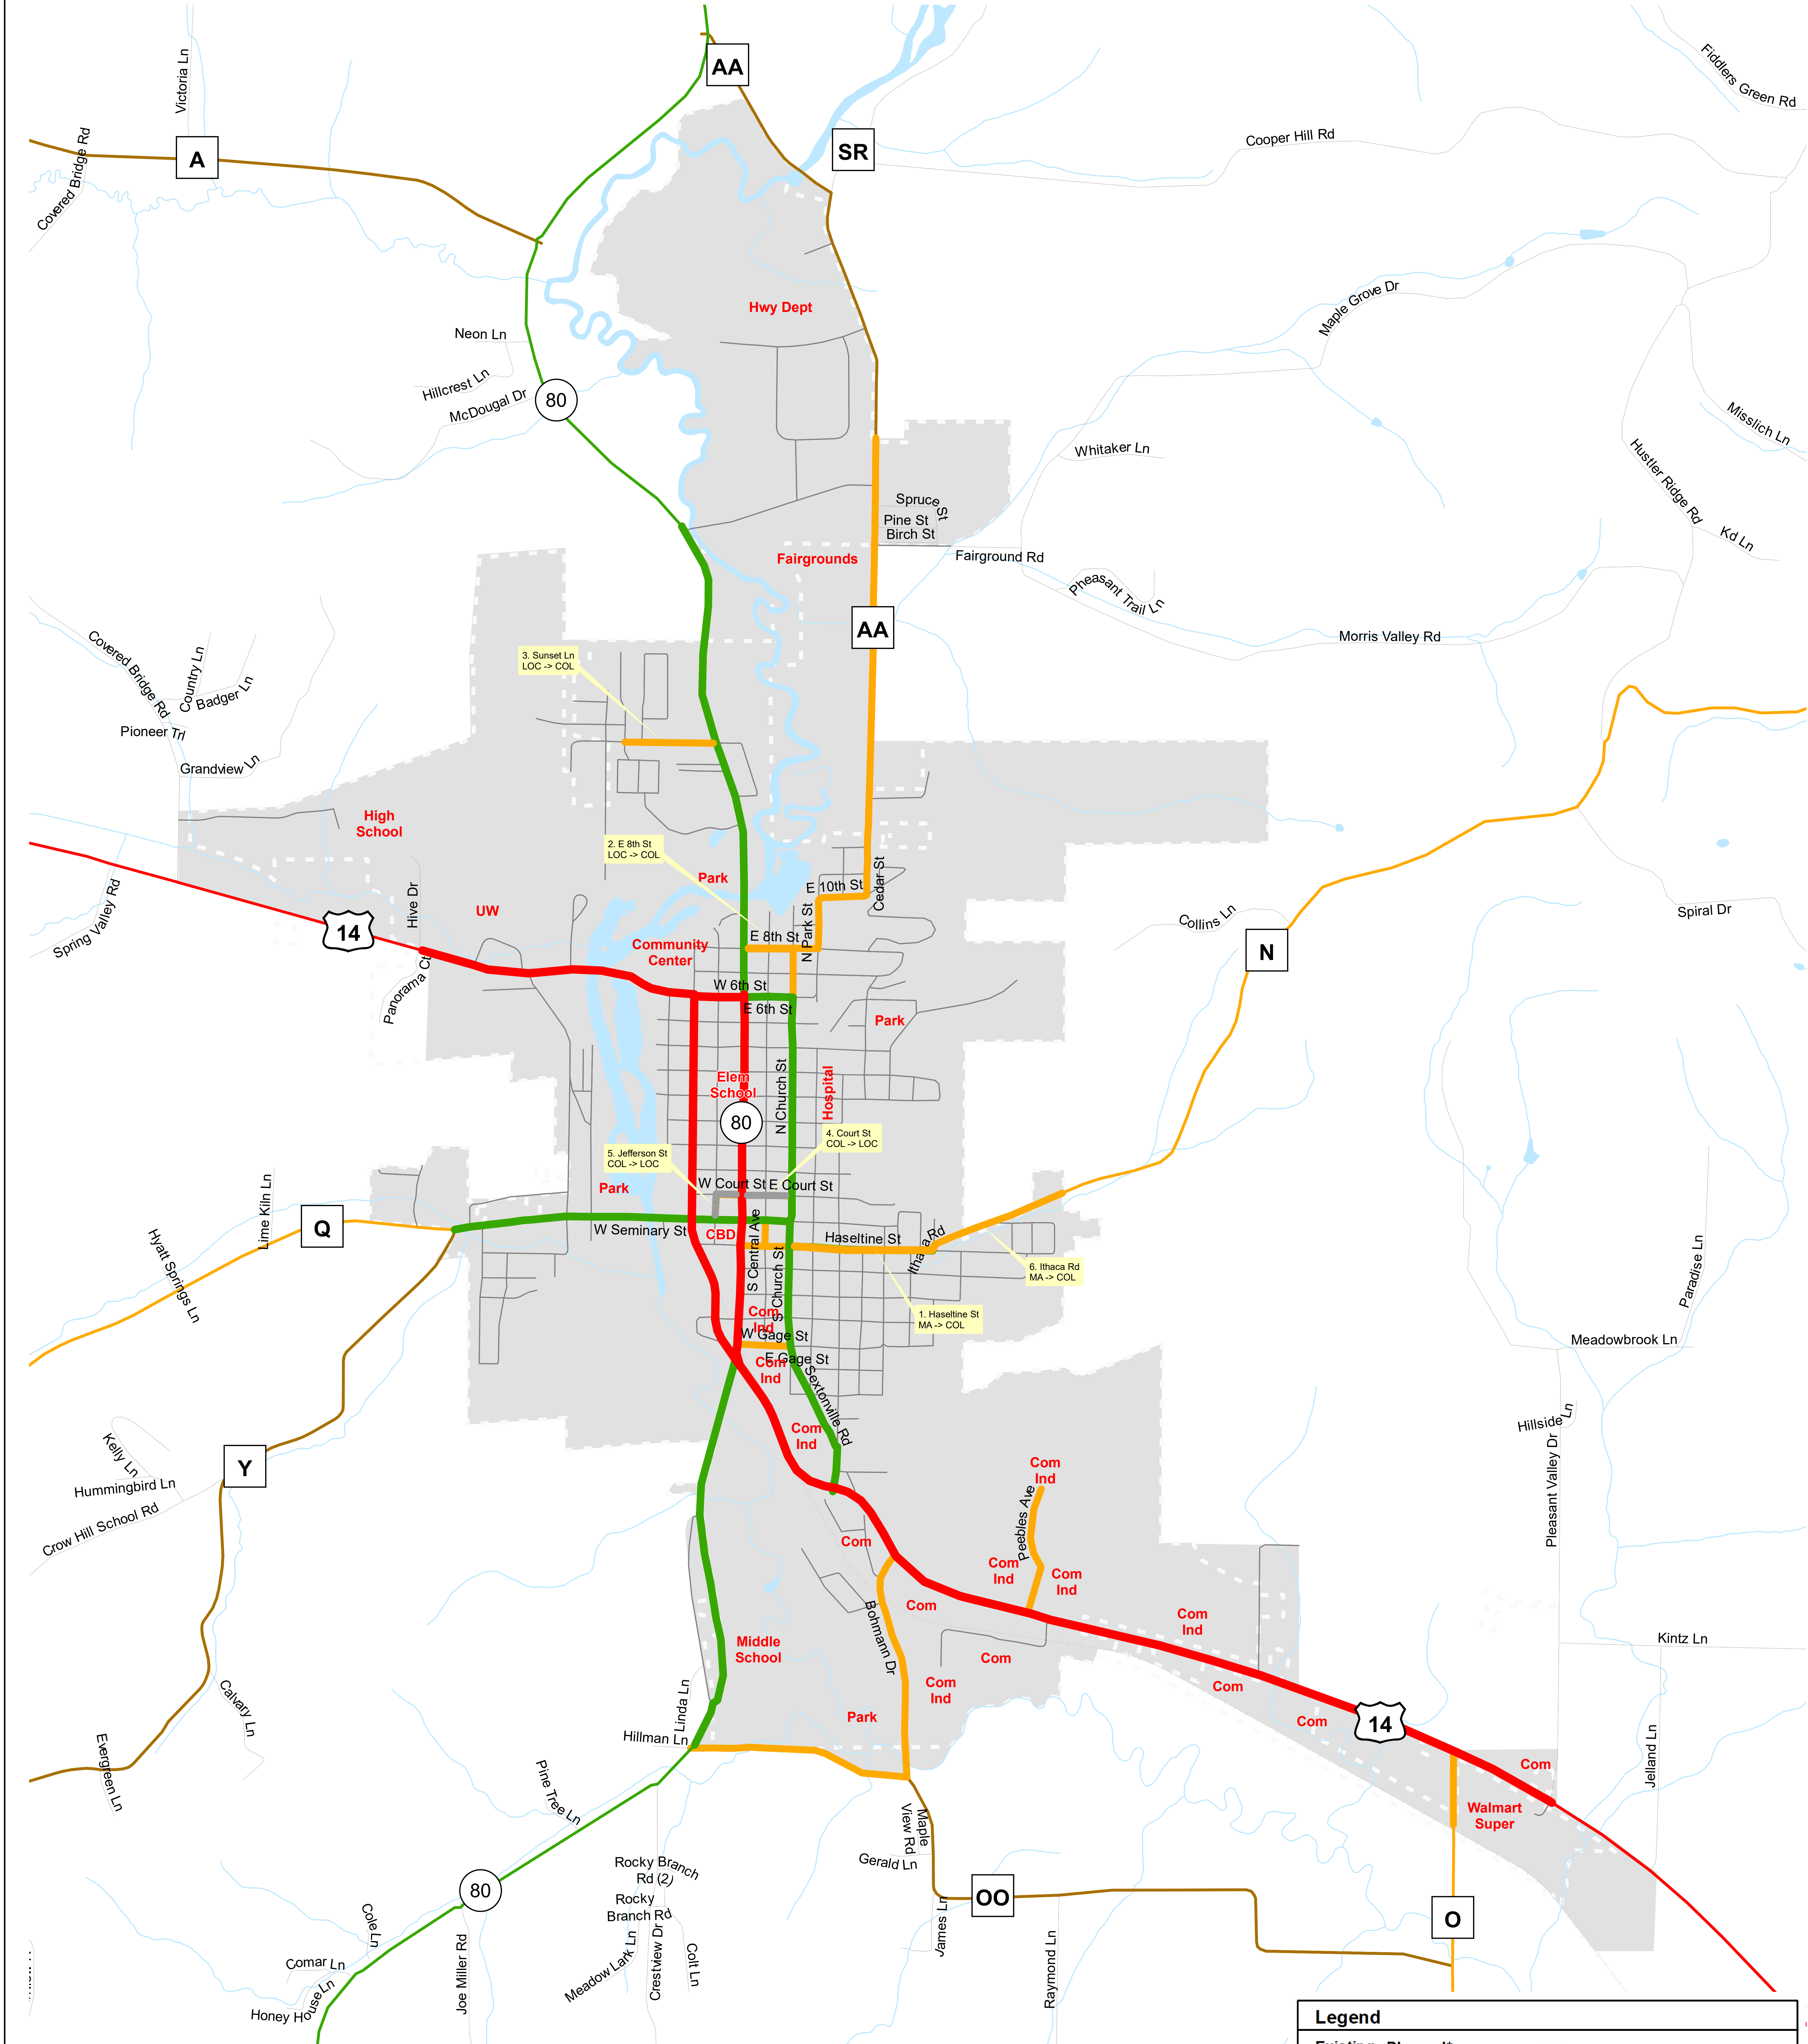 AA
Victoria Ln
Fiddlers Green Rd
A
SR
Cooper Hill Rd
Covered Bridge Rd
Hwy Dept
Maple Grove Dr
Neon Ln
Hillcrest Ln
McDougal Dr
80
Misslich Ln
Whitaker Ln
Hustler Ridge Rd
Kd Ln
Spruce St
Pine St
Birch St
Fairgrounds
Fairground Rd
Pheasant Trail Ln
AA
Morris Valley Rd
3. Sunset Ln
LOC -> COL
Covered Bridge Rd
Country Ln
Badger Ln
Pioneer Trl
Grandview Ln
High
School
2. E 8th St
LOC -> COL
Park
E 10th St
Cedar St
Hive Dr
UW
Spring Valley Rd
14
Collins Ln
Spiral Dr
N
Community
Center
E 8th St
N Park St
Panorama Ct
W 6th St
E 6th St
Park
Elem
School
N Church St
Hospital
80
4. Court St
COL -> LOC
5. Jefferson St
COL -> LOC
Park
W Court St
E Court St
Lime Kiln Ln
Q
W Seminary St
CBD
S Central Ave
Haseltine St
Ithaca Rd
Hyatt Springs Ln
S Church St
6. Ithaca Rd
MA -> COL
Paradise Ln
1. Haseltine St
MA -> COL
Com
Ind
W Gage St
E Gage St
Meadowbrook Ln
Com
Ind
Sextonville Rd
Com
Ind
Hillside Ln
Kelly Ln
Y
Hummingbird Ln
Crow Hill School Rd
Com
Ind
Peebles Ave
Pleasant Valley Dr
Com
Com
Ind
Com
Ind
Com
Bohmann Dr
Com
Ind
Middle
School
Com
Kintz Ln
Com
Ind
Com
Linda Ln
Calvary Ln
Park
Com
14
Hillman Ln
Evergreen Ln
Com
Jelland Ln
Pine Tree Ln
Walmart
Super
Maple
View Rd
Gerald Ln
Rocky Branch
Rd (2)
80
OO
Rocky
Branch Rd
O
Cole Ln
James Ln
Comar Ln
Joe Miller Rd
Meadow Lark Ln
Crestview Dr
Colt Ln
Raymond Ln
Honey House Ln
Legend